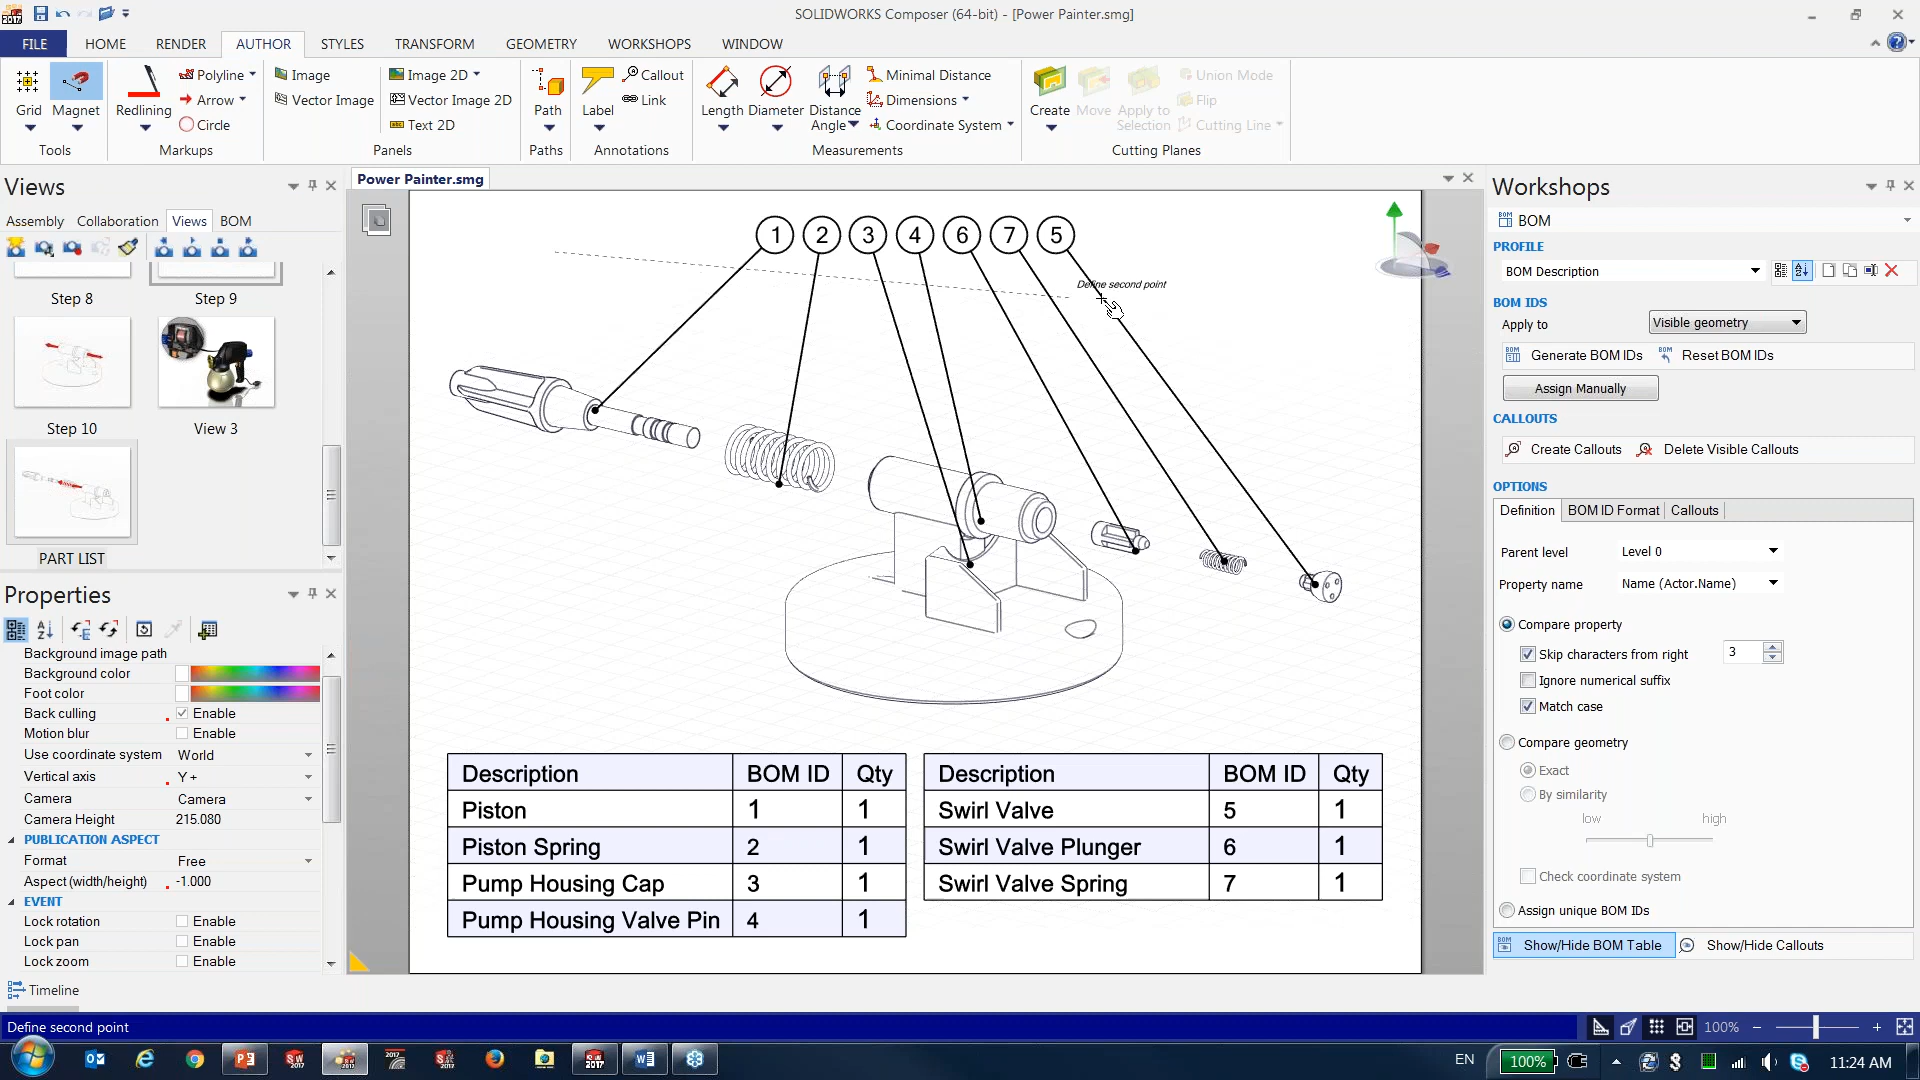 SOLIDWORKS Composer (64-bit) - [Power Painter.smg]
FILE HOME RENDER AUTHOR STYLES TRANSFORM GEOMETRY WORKSHOPS WINDOW
Grid
Magnet
Tools
Redlining
Polyline
Arrow
Circle
Markups
Image
Vector Image
Image 2D
Vector Image 2D
Text 2D
Panels
Path
Paths
Label
Callout
Link
Annotations
Length
Diameter
Distance
Angle
Minimal Distance
Dimensions
Coordinate System
Measurements
Create
Move
Apply to
Selection
Union Mode
Flip
Cutting Line
Cutting Planes
Views
Assembly Collaboration Views BOM
Step 8 Step 9
Step 10 View 3
PART LIST
Properties
Background image path
Background color
Foot color
Back culling Enable
Motion blur Enable
Use coordinate system World
Vertical axis Y+
Camera Camera
Camera Height 215.080
PUBLICATION ASPECT
Format Free
Aspect (width/height) -1.000
EVENT
Lock rotation Enable
Lock pan Enable
Lock zoom Enable
Timeline
Power Painter.smg
1 2 3 4 6 7 5
Define second point
Description BOM ID Qty
Piston 1 1
Piston Spring 2 1
Pump Housing Cap 3 1
Pump Housing Valve Pin 4 1
Description BOM ID Qty
Swirl Valve 5 1
Swirl Valve Plunger 6 1
Swirl Valve Spring 7 1
Workshops
BOM
PROFILE
BOM Description
BOM IDS
Apply to Visible geometry
Generate BOM IDs Reset BOM IDs
Assign Manually
CALLOUTS
Create Callouts Delete Visible Callouts
OPTIONS
Definition BOM ID Format Callouts
Parent level Level 0
Property name Name (Actor.Name)
Compare property
Skip characters from right 3
Ignore numerical suffix
Match case
Compare geometry
Exact
By similarity
low high
Check coordinate system
Assign unique BOM IDs
Show/Hide BOM Table Show/Hide Callouts
Define second point
100%
EN 100% 11:24 AM